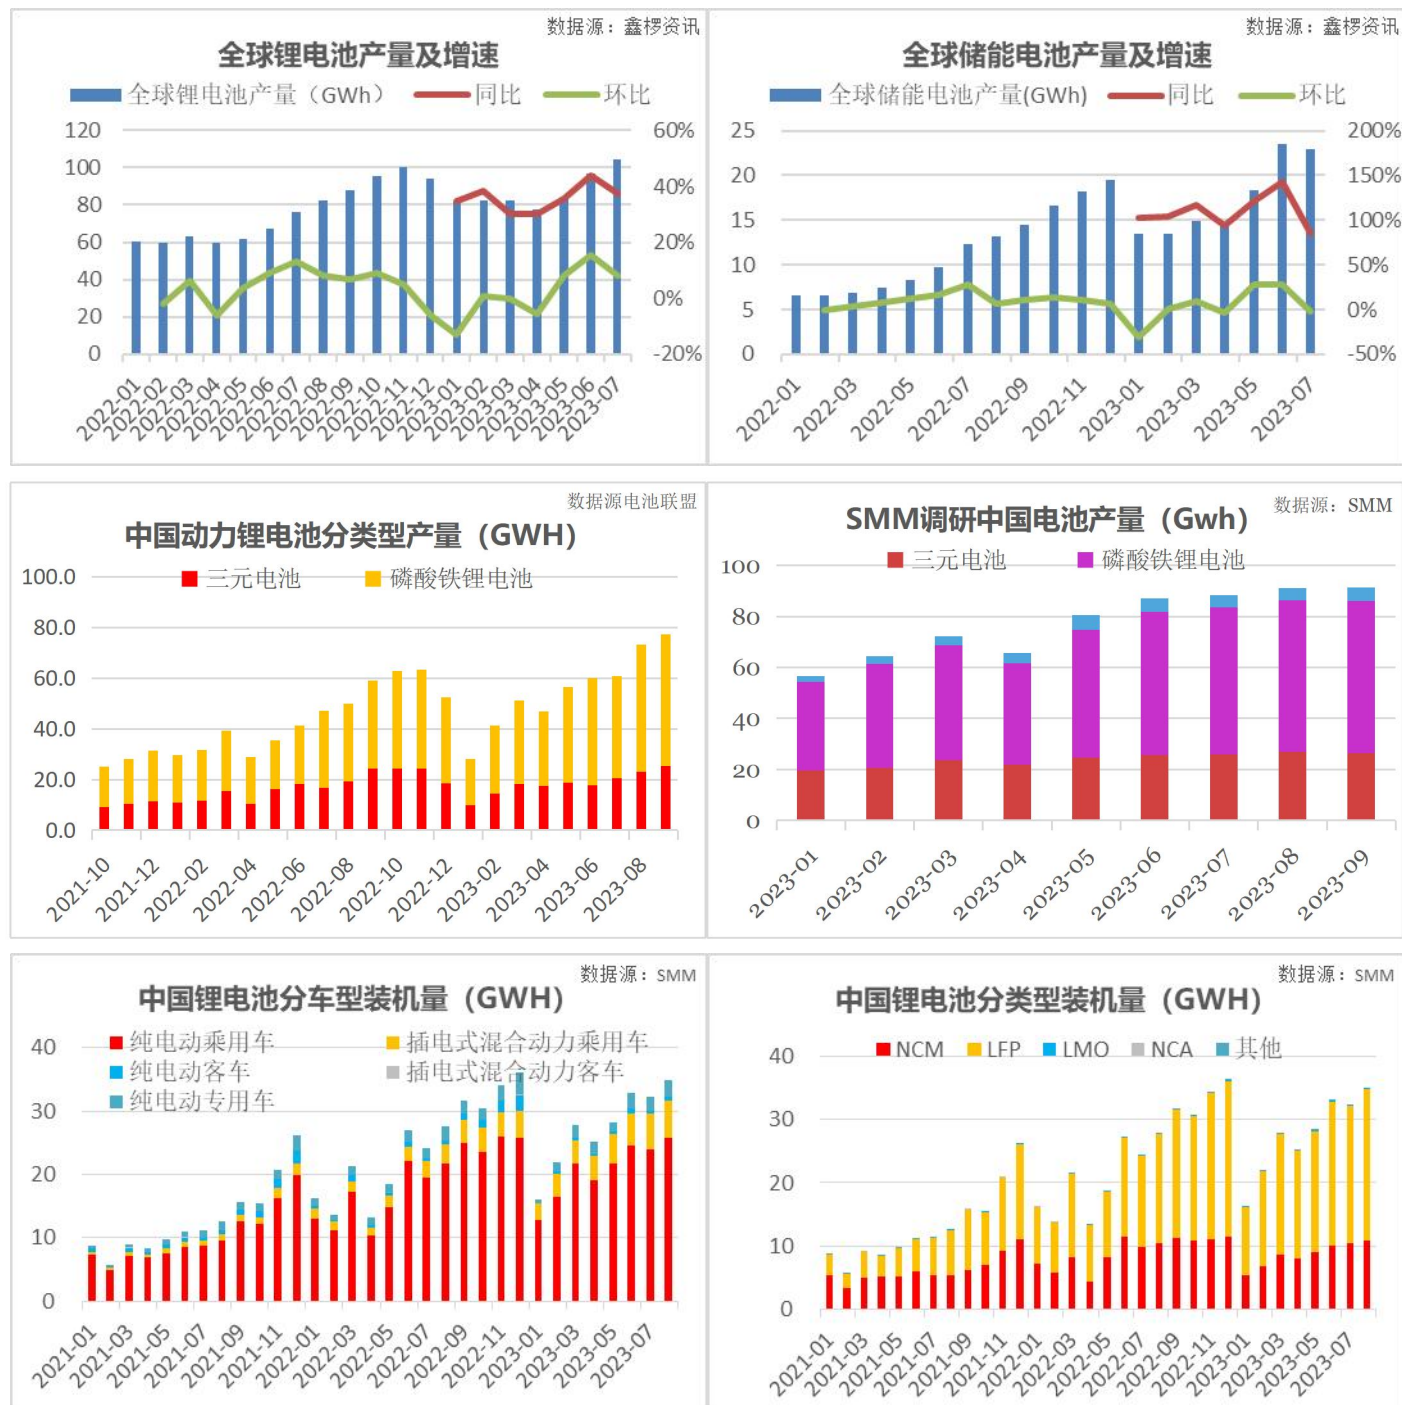 数据源：鑫椤资讯
全球锂电池产量及增速
全球锂电池产量（GWh） 同比 环比
120
100
80
60
40
20
0
60%
40%
20%
0%
-20%
2022-01 2022-02 2022-03 2022-04 2022-05 2022-06 2022-07 2022-08 2022-09 2022-10 2022-11 2022-12 2023-01 2023-02 2023-03 2023-04 2023-05 2023-06 2023-07
数据源：鑫椤资讯
全球储能电池产量及增速
全球储能电池产量(GWh) 同比 环比
25
20
15
10
5
0
200%
150%
100%
50%
0%
-50%
2022-01 2022-03 2022-05 2022-07 2022-09 2022-11 2023-01 2023-03 2023-05 2023-07
数据源电池联盟
中国动力锂电池分类型产量（GWH）
三元电池 磷酸铁锂电池
100.0
80.0
60.0
40.0
20.0
0.0
2021-10 2021-12 2022-02 2022-04 2022-06 2022-08 2022-10 2022-12 2023-02 2023-04 2023-06 2023-08
数据源：SMM
SMM调研中国电池产量（Gwh）
三元电池 磷酸铁锂电池
100
80
60
40
20
0
2023-01 2023-02 2023-03 2023-04 2023-05 2023-06 2023-07 2023-08 2023-09
数据源：SMM
中国锂电池分车型装机量（GWH）
纯电动乘用车 插电式混合动力乘用车
纯电动客车 插电式混合动力客车
纯电动专用车
40
30
20
10
0
2021-01 2021-03 2021-05 2021-07 2021-09 2021-11 2022-01 2022-03 2022-05 2022-07 2022-09 2022-11 2023-01 2023-03 2023-05 2023-07
数据源：SMM
中国锂电池分类型装机量（GWH）
NCM LFP LMO NCA 其他
40
30
20
10
0
2021-01 2021-03 2021-05 2021-07 2021-09 2021-11 2022-01 2022-03 2022-05 2022-07 2022-09 2022-11 2023-01 2023-03 2023-05 2023-07